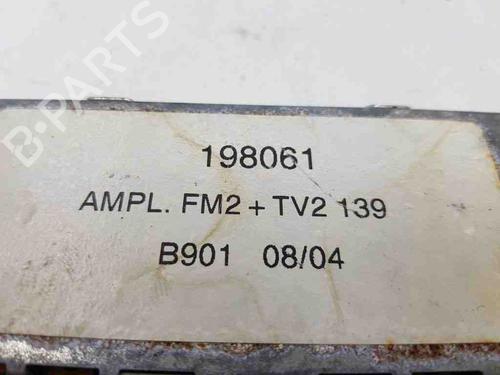 B-PARTS
198061
AMPL. FM2 + TV2 139
B901 08/04